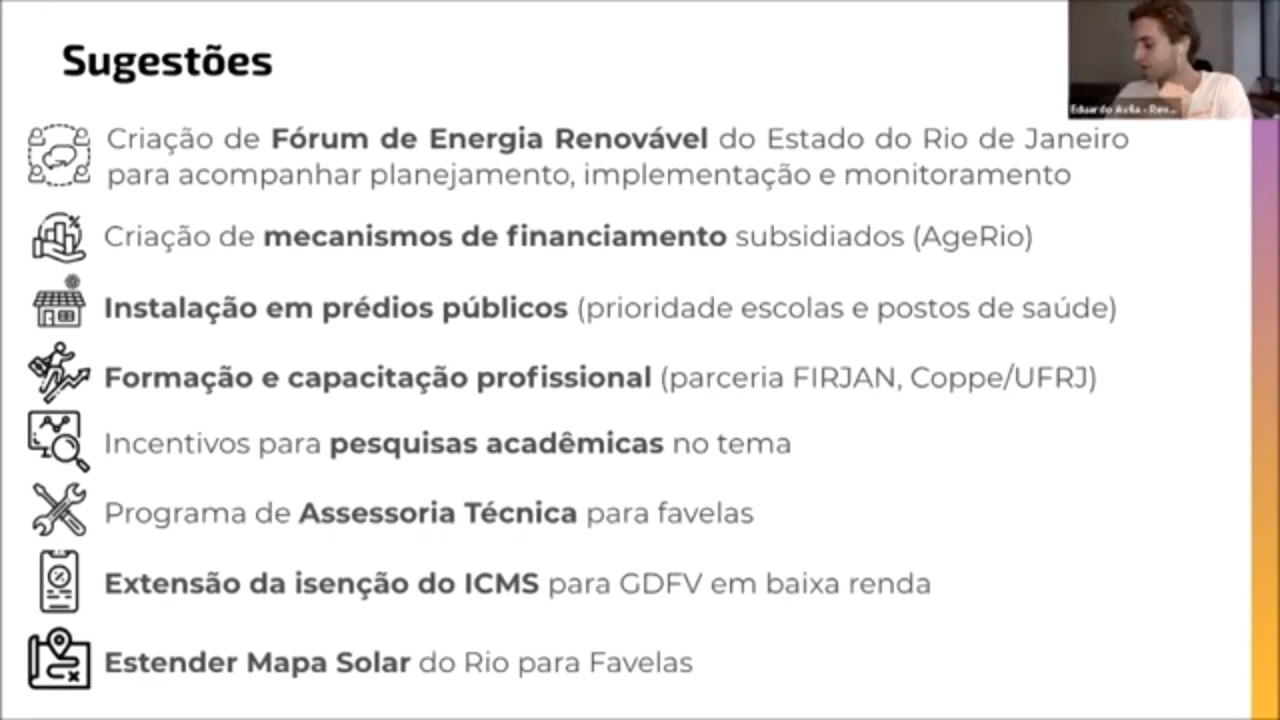 Sugestões
Eduardo Avila - Rev...
Criação de Fórum de Energia Renovável do Estado do Rio de Janeiro
para acompanhar planejamento, implementação e monitoramento
Criação de mecanismos de financiamento subsidiados (AgeRio)
Instalação em prédios públicos (prioridade escolas e postos de saúde)
Formação e capacitação profissional (parceria FIRJAN, Coppe/UFRJ)
Incentivos para pesquisas acadêmicas no tema
Programa de Assessoria Técnica para favelas
Extensão da isenção do ICMS para GDFV em baixa renda
Estender Mapa Solar do Rio para Favelas